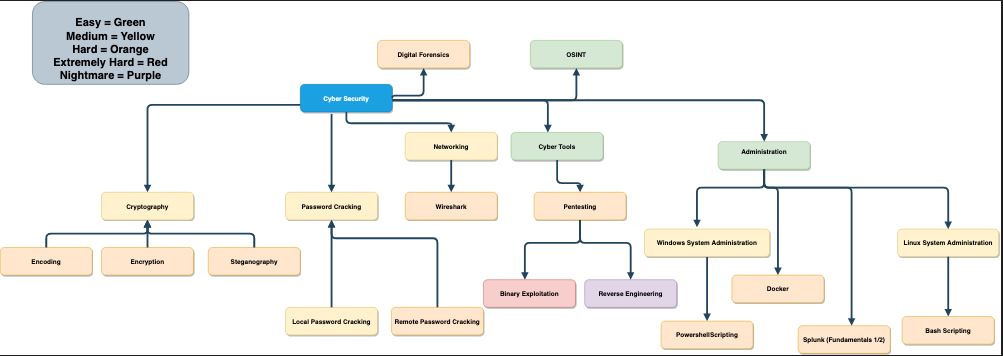 Easy = Green
Medium = Yellow
Hard = Orange
Extremely Hard = Red
Nightmare = Purple
Digital Forensics
OSINT
Cyber Security
Networking
Cyber Tools
Administration
Cryptography
Password Cracking
Wireshark
Pentesting
Windows System Administration
Linux System Administration
Encoding
Encryption
Steganography
Binary Exploitation
Reverse Engineering
Docker
Local Password Cracking
Remote Password Cracking
PowershellScripting
Splunk (Fundamentals 1/2)
Bash Scripting